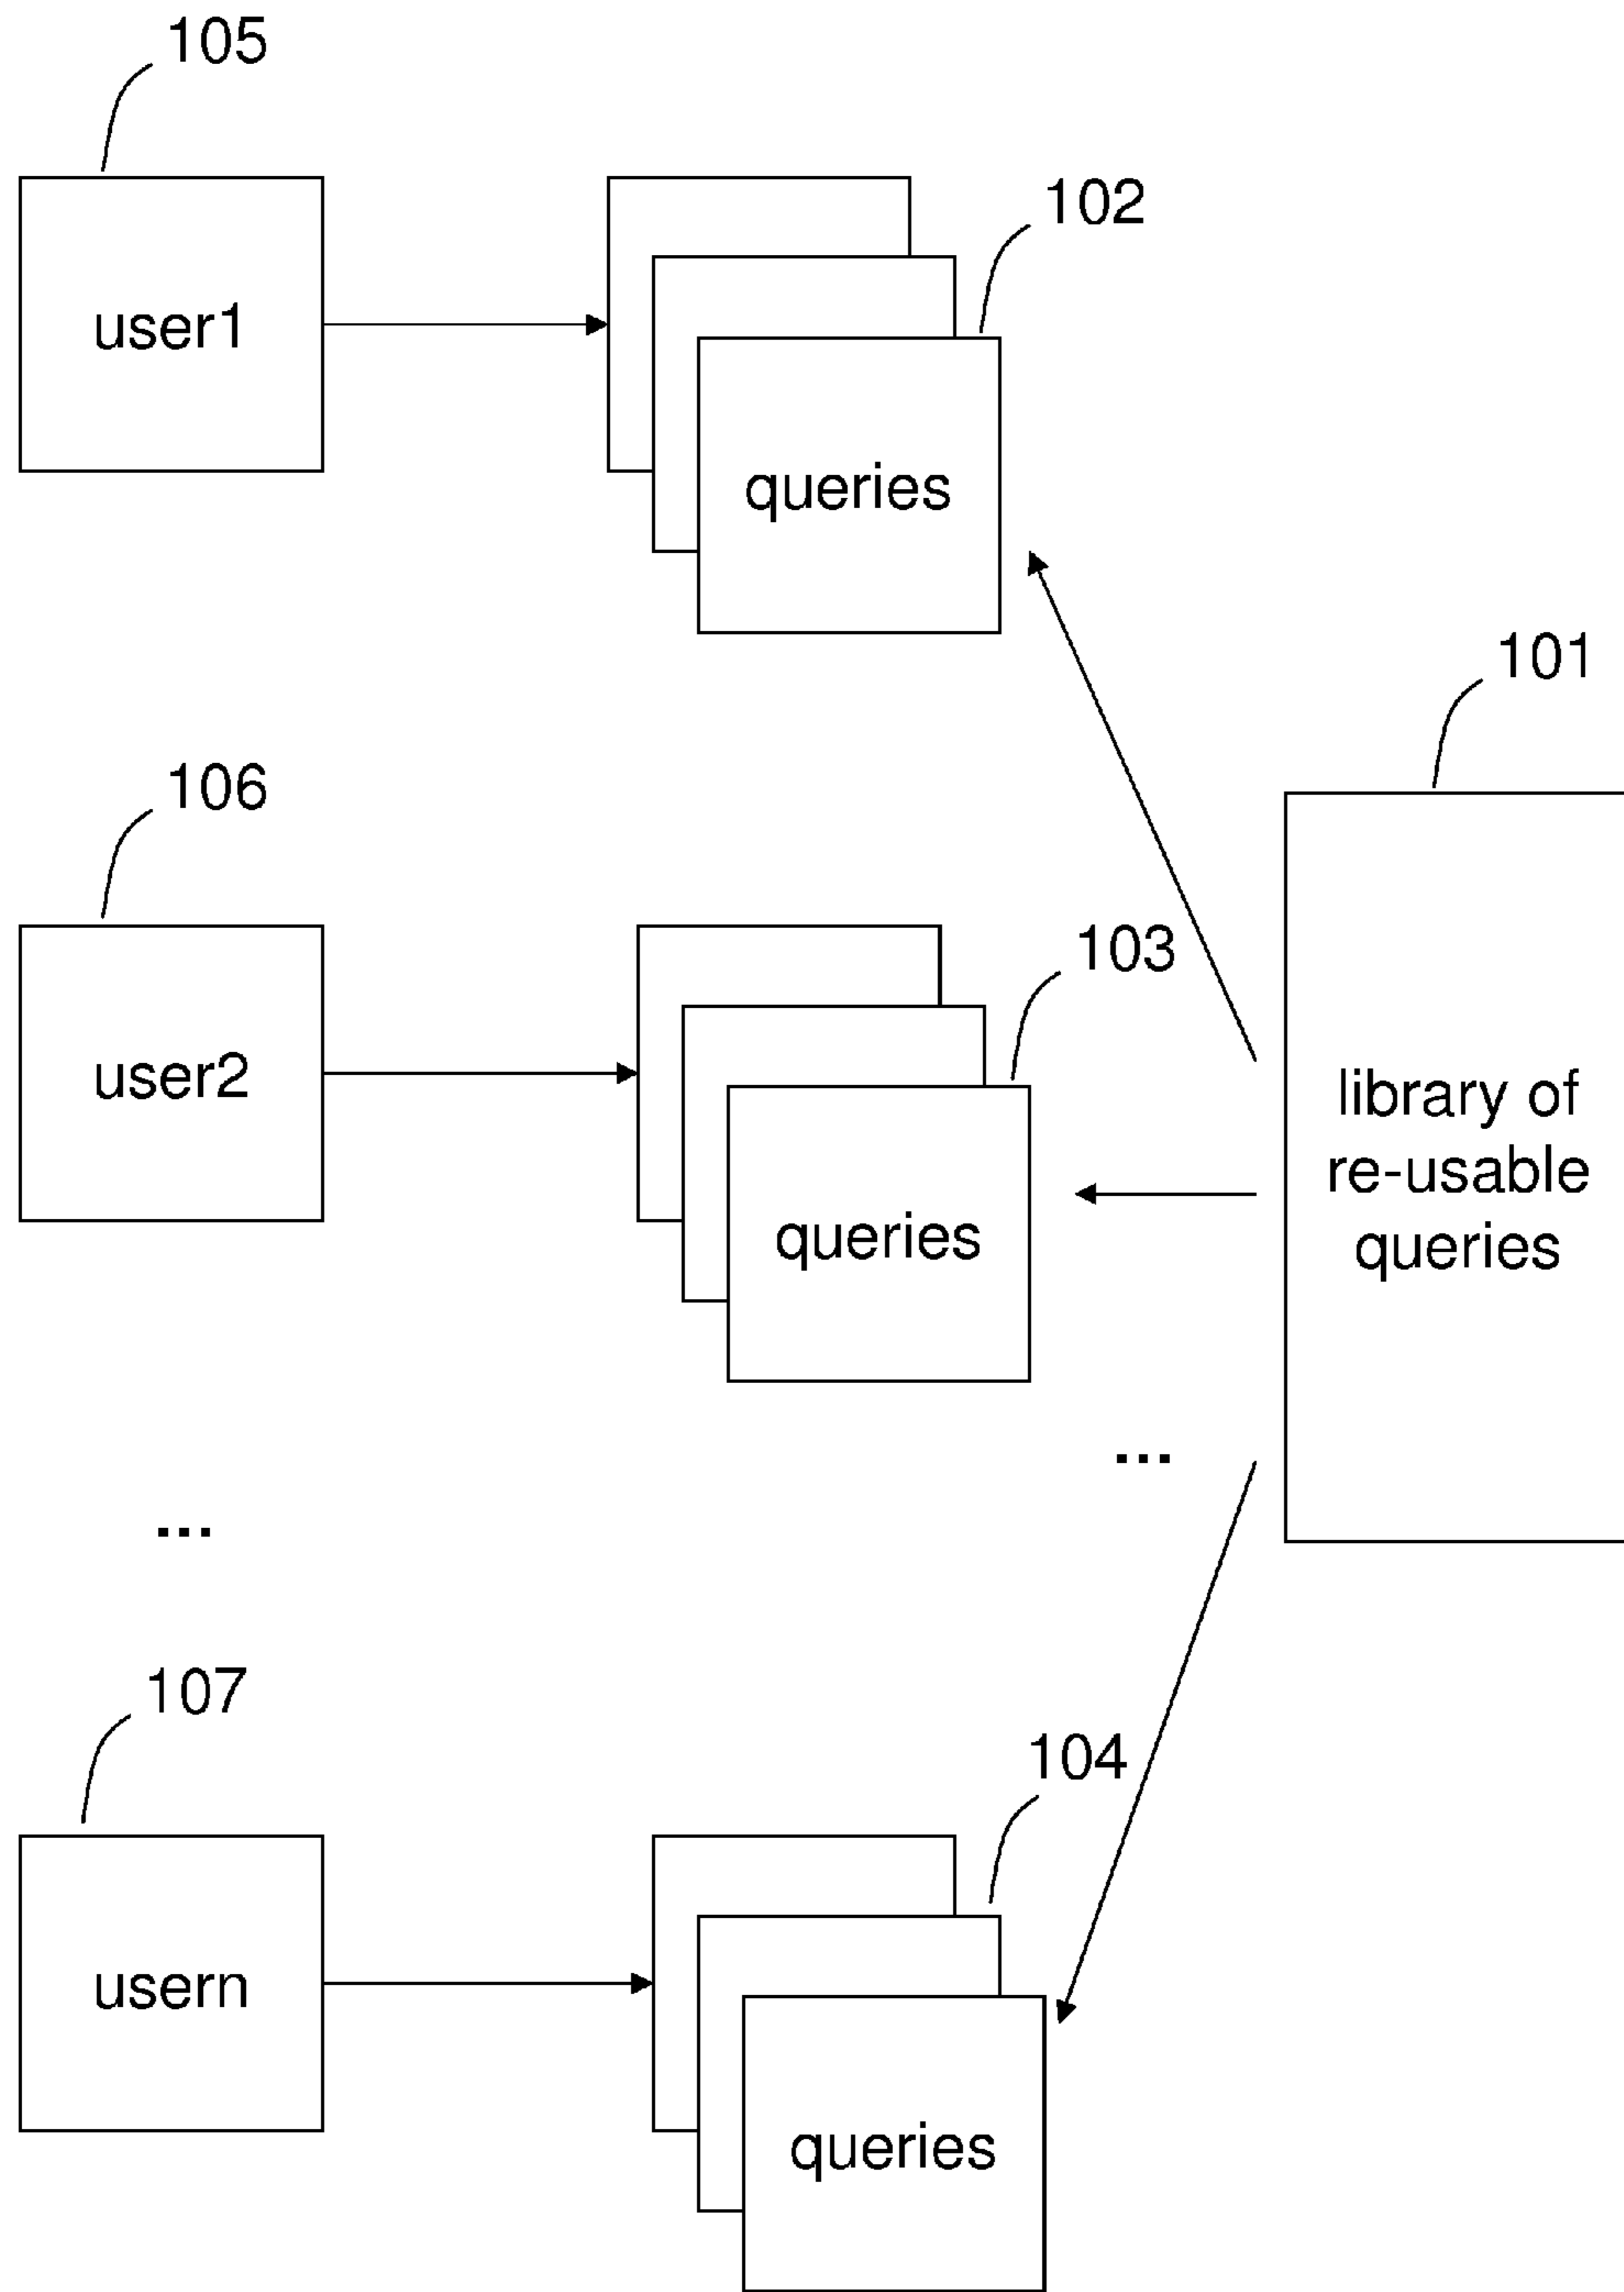 105
102
user1
queries
101
106
103
user2
library of
re-usable
queries
queries
...
...
107
104
usern
queries